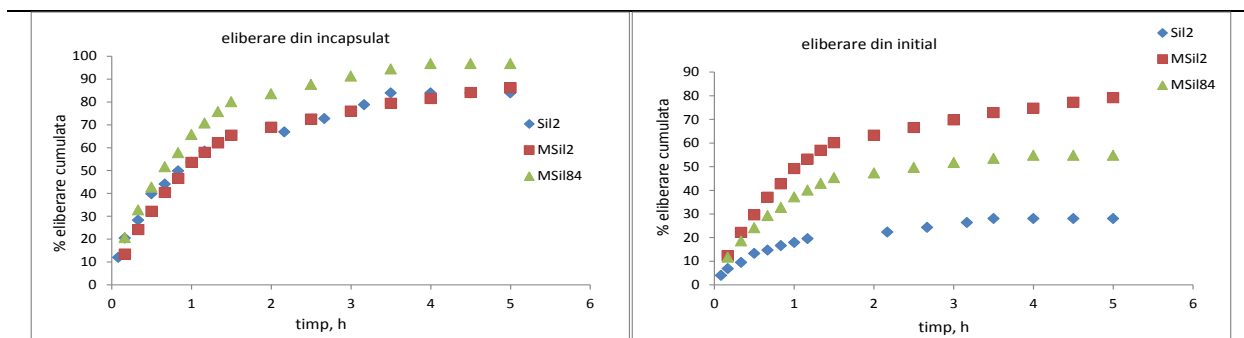 eliberare din incapsulat
% eliberare cumulata
100
90
80
70
60
50
40
30
20
10
0
0 1 2 3 4 5 6
timp, h
Sil2
MSil2
MSil84
eliberare din initial
% eliberare cumulata
90
80
70
60
50
40
30
20
10
0
0 1 2 3 4 5 6
timp, h
Sil2
MSil2
MSil84